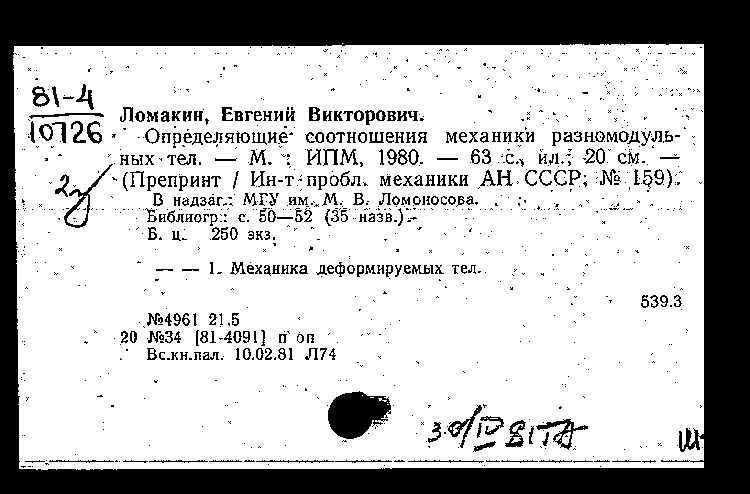 81-4
10726
Ломакин, Евгений Викторович.
Определяющие соотношения механики разномодуль-
ных тел. — М. : ИПМ, 1980. — 63 с., ил.; 20 см. —
(Препринт / Ин-т пробл. механики АН СССР; № 159).
В надзаг.: МГУ им. М. В. Ломоносова.
Библиогр.: с. 50—52 (35 назв.).
Б. ц. 250 экз.
— — 1. Механика деформируемых тел.
539.3
№4961 21.5
20 №34 [81-4091] п оп
Вс.кн.пал. 10.02.81 Л74